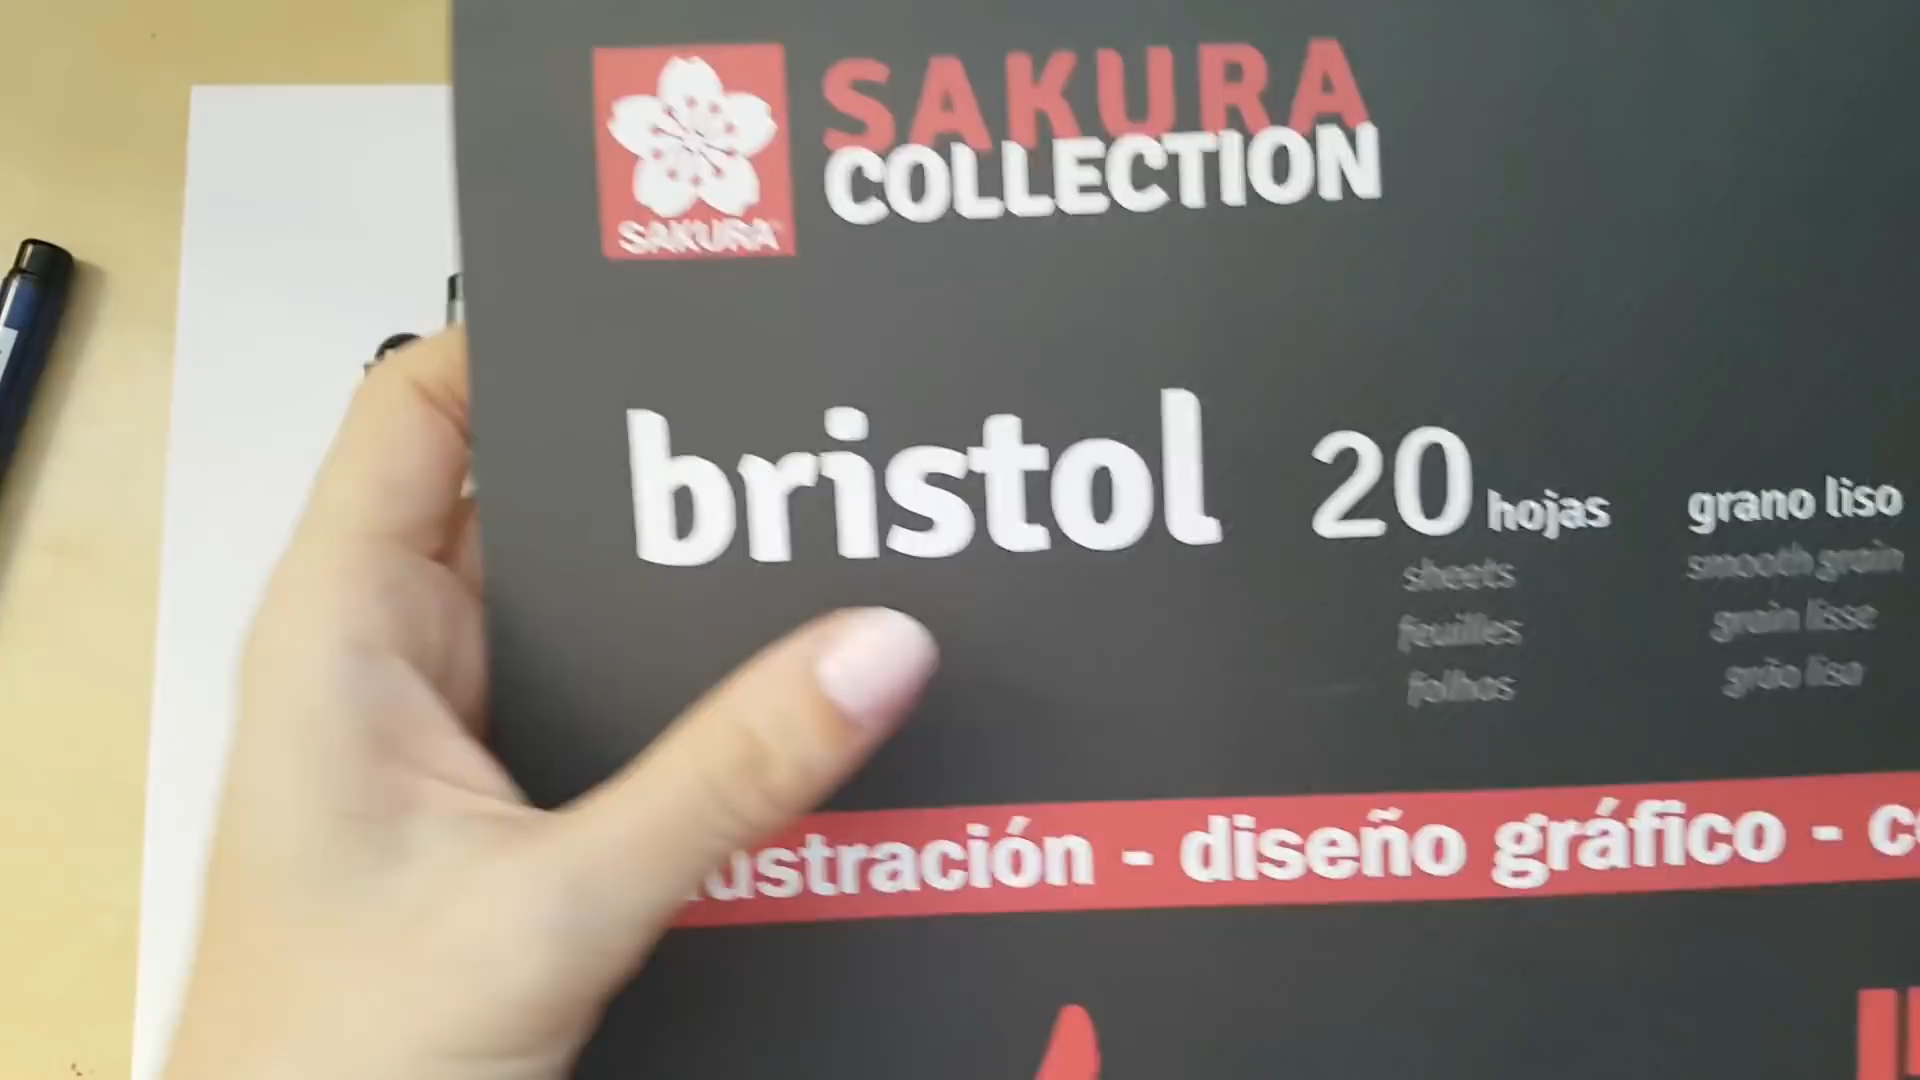 SAKURA
COLLECTION
SAKURA
bristol 20 hojas grano liso
sheets smooth grain
feuilles grain lisse
folhos grão liso
diseño gráfico -